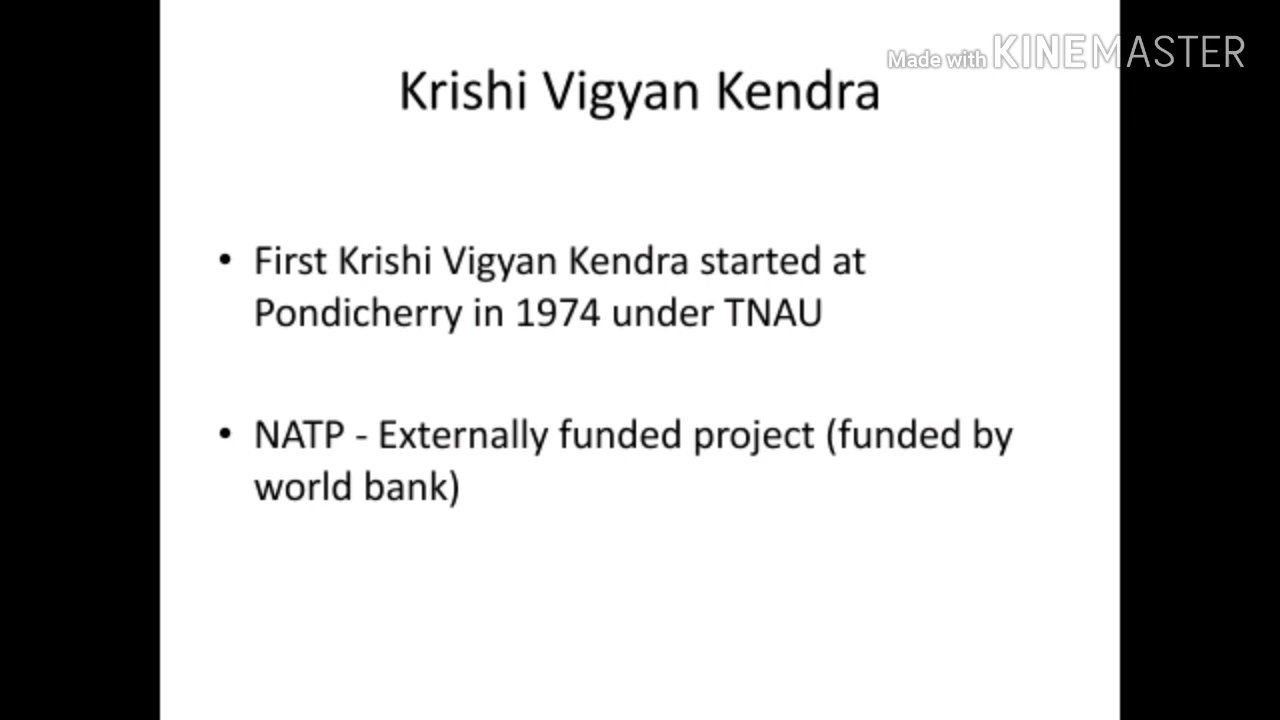 Made with KINEMASTER
Krishi Vigyan Kendra
• First Krishi Vigyan Kendra started at
Pondicherry in 1974 under TNAU
• NATP - Externally funded project (funded by
world bank)